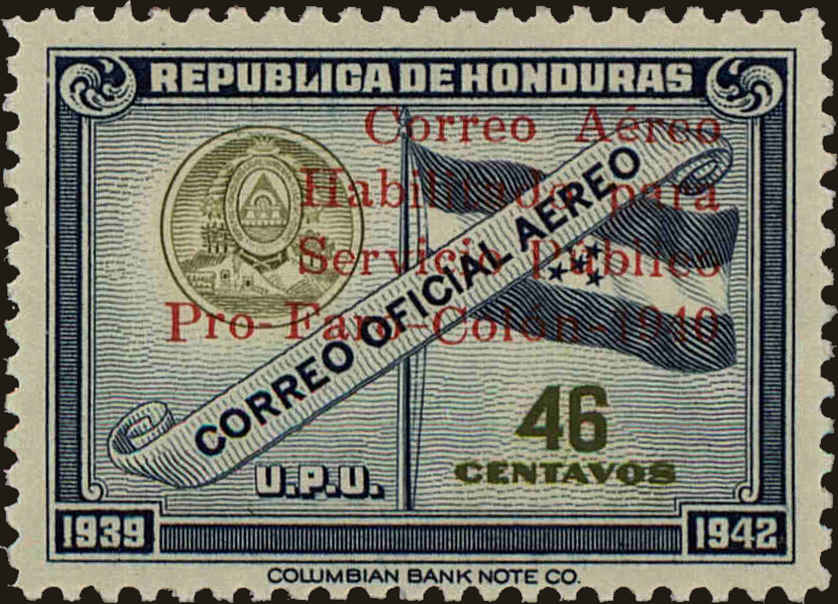 REPUBLICA DE HONDURAS
Correo Aéreo
Habilitado para
Servicio Público
Pro-Faro-Colón-1940
CORREO OFICIAL AEREO
46
CENTAVOS
U.P.U.
1939
1942
COLUMBIAN BANK NOTE CO.